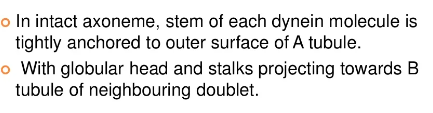 In intact axoneme, stem of each dynein molecule is
tightly anchored to outer surface of A tubule.
With globular head and stalks projecting towards B
tubule of neighbouring doublet.